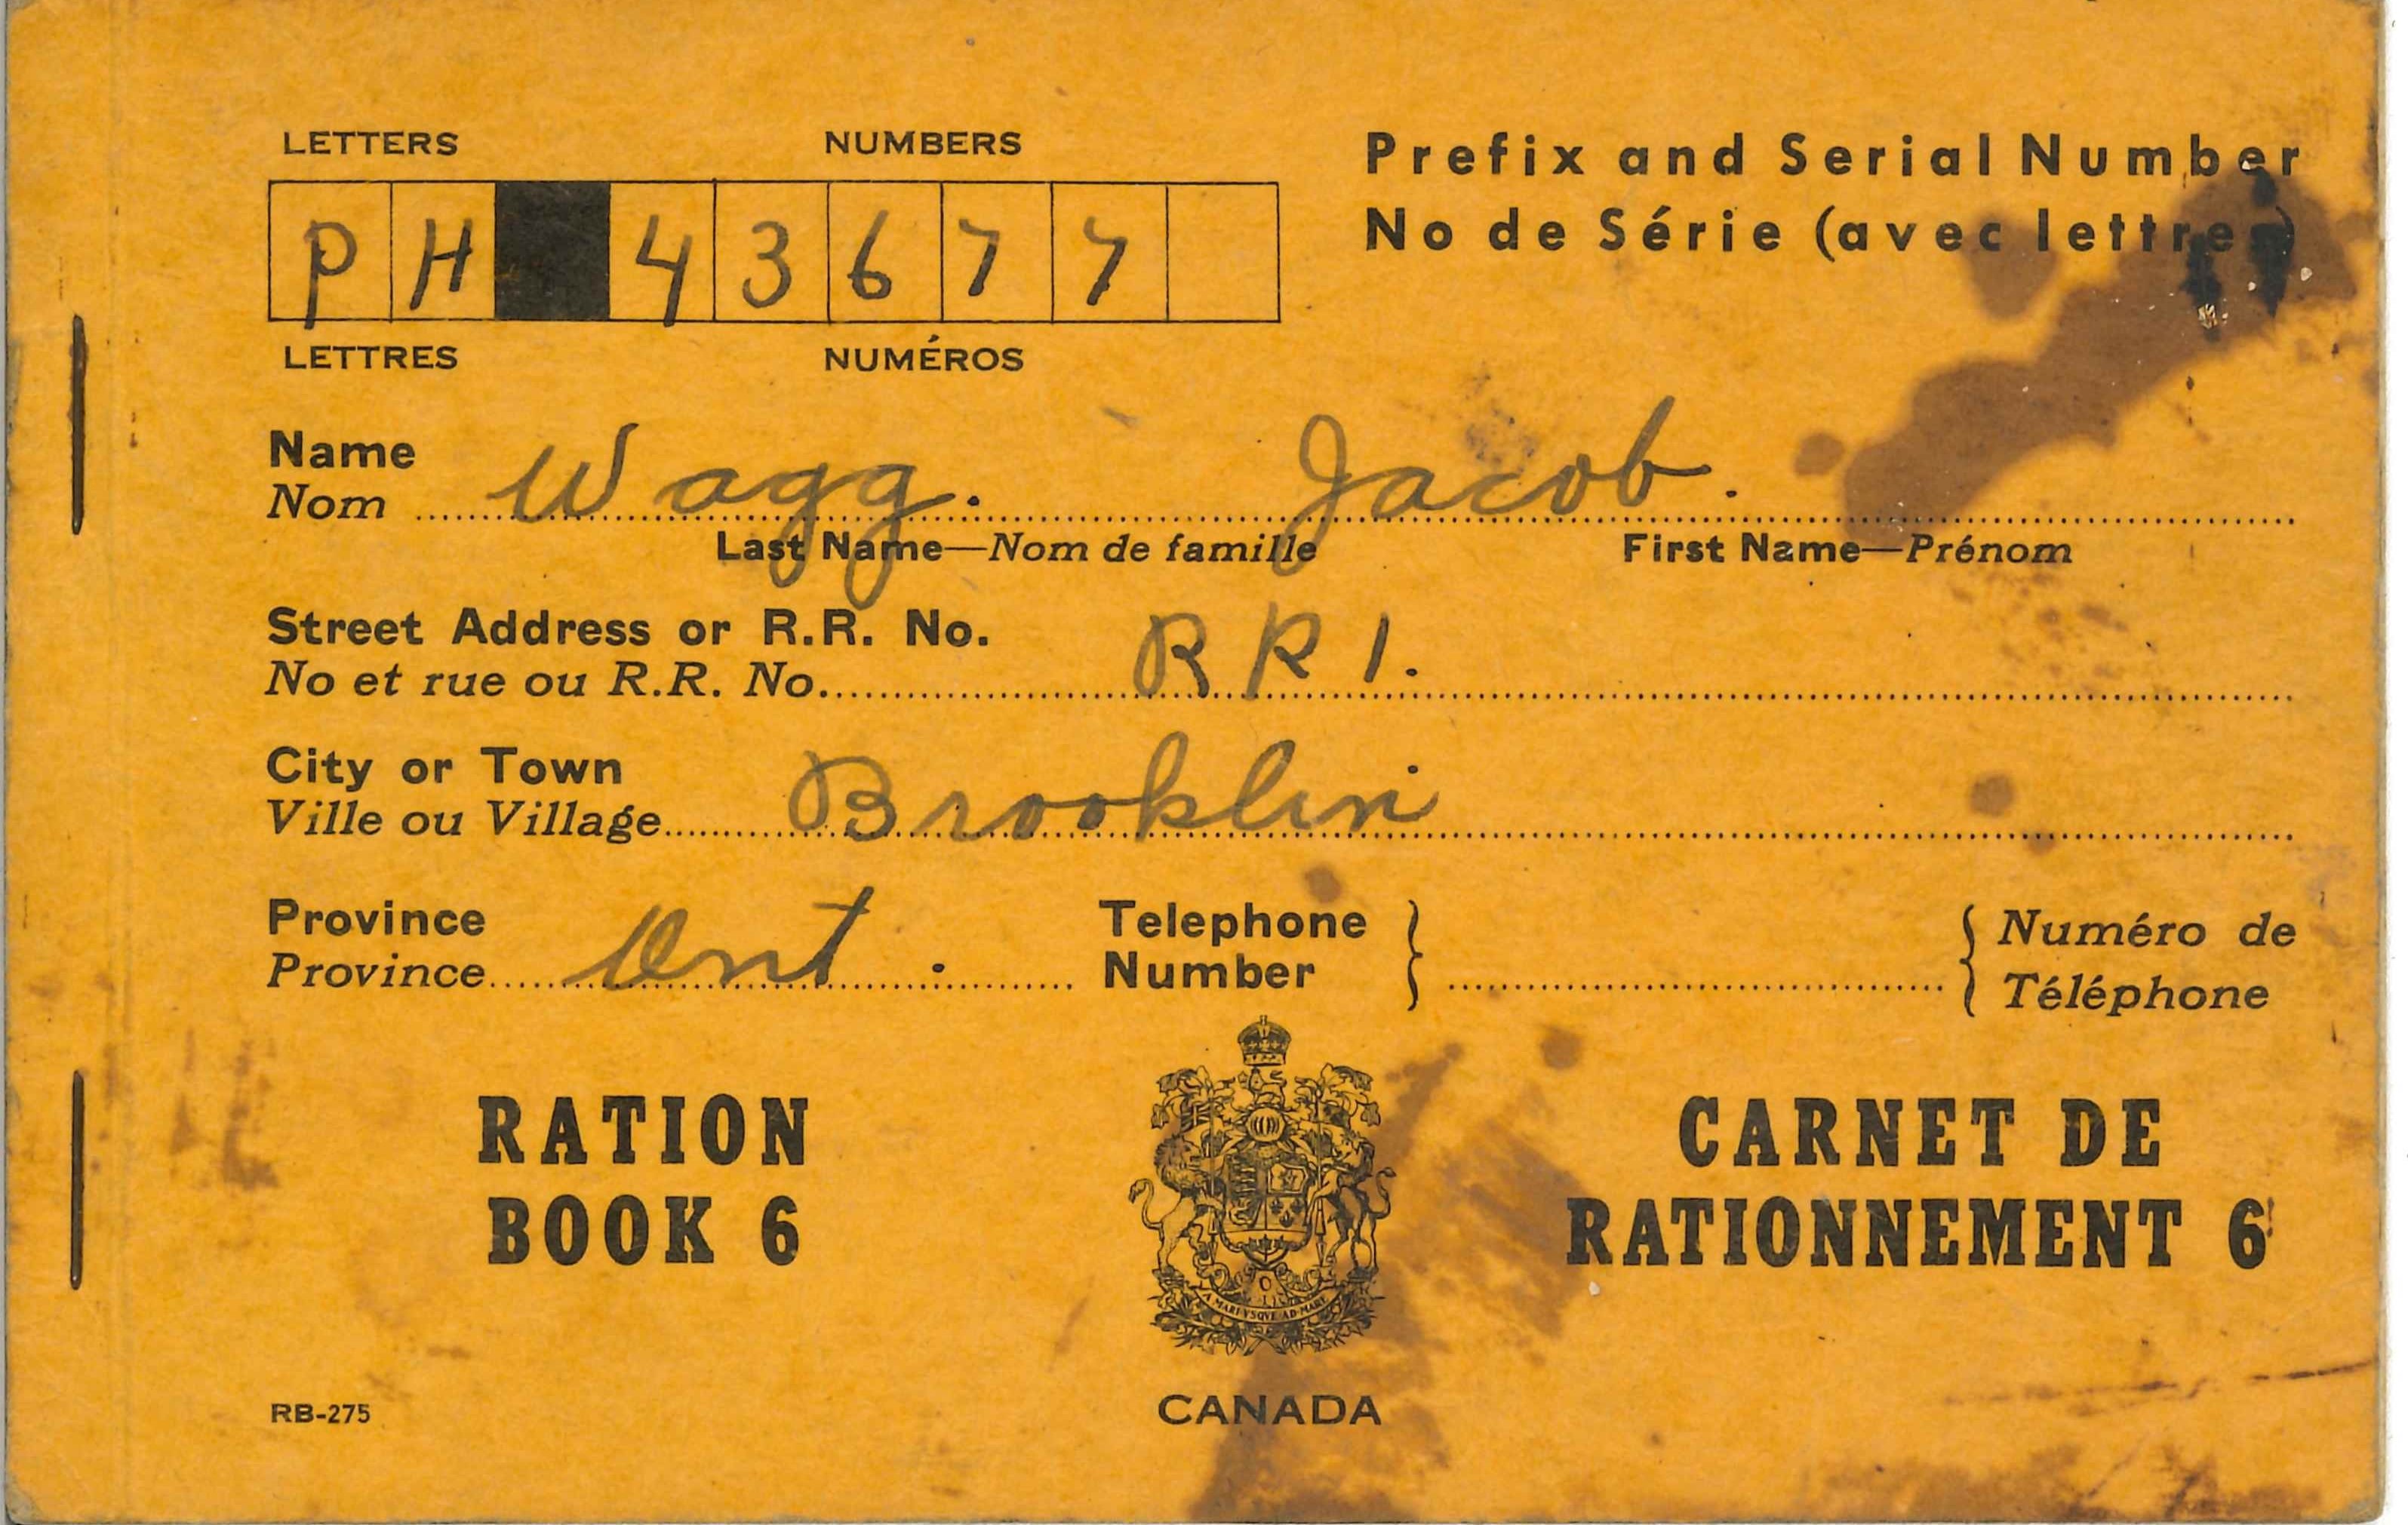 LETTERS NUMBERS
PH 43677
LETTRES NUMÉROS
Prefix and Serial Number
No de Série (avec lettres)
Name Wagg. Jacob.
Nom
Last Name—Nom de famille First Name—Prénom
Street Address or R.R. No. RR 1.
No et rue ou R.R. No.
City or Town Brooklin
Ville ou Village
Province Ont. Telephone Numéro de
Province Number Téléphone
RATION CARNET DE
BOOK 6 RATIONNEMENT 6
A MARI VSQVE AD MARE
RB-275 CANADA